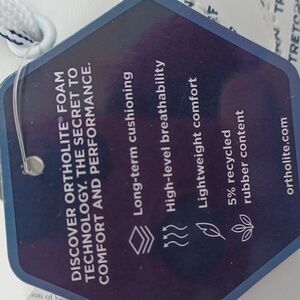 DISCOVER ORTHOLITE® FOAM
TECHNOLOGY. THE SECRET TO
COMFORT AND PERFORMANCE.
Long-term cushioning
High-level breathability
Lightweight comfort
5% recycled
rubber content
ortholite.com